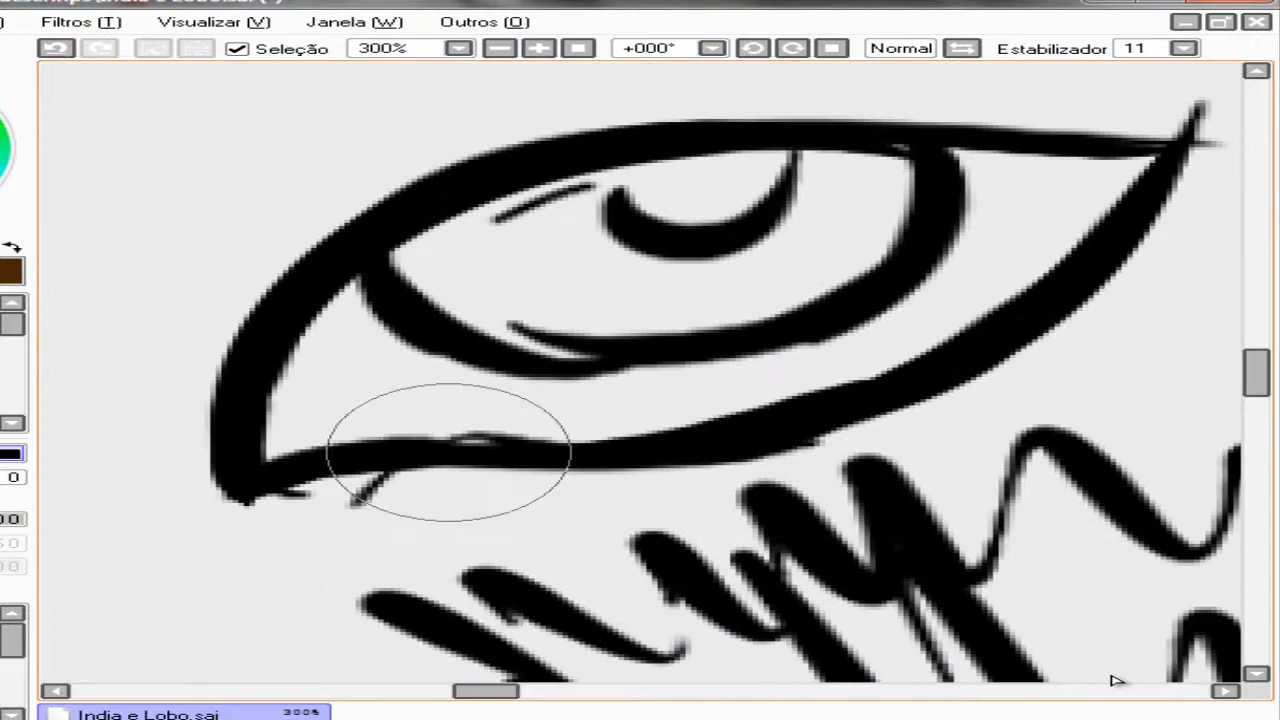 Filtros (T) Visualizar (V) Janela (W) Outros (O)
Seleção 300% +000° Normal Estabilizador 11
0
India e Lobo.sai 300%